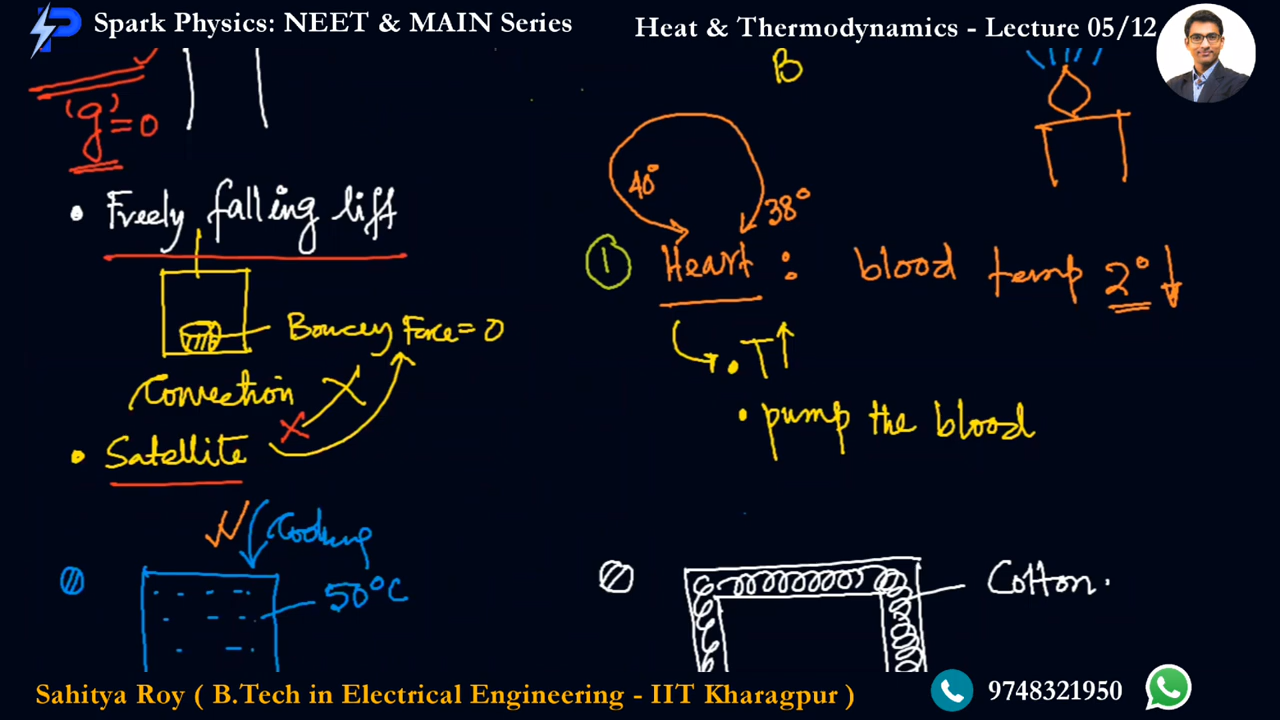 Spark Physics: NEET & MAIN Series
Heat & Thermodynamics - Lecture 05/12
'g'=0
• Freely falling lift
Bouncey Force = 0
Convection X
X
• Satellite
Cooling
50°C
B
40°
38°
1 Heart : blood temp 2° ↓
• T↑
• pump the blood
Cotton.
Sahitya Roy ( B.Tech in Electrical Engineering - IIT Kharagpur )
9748321950